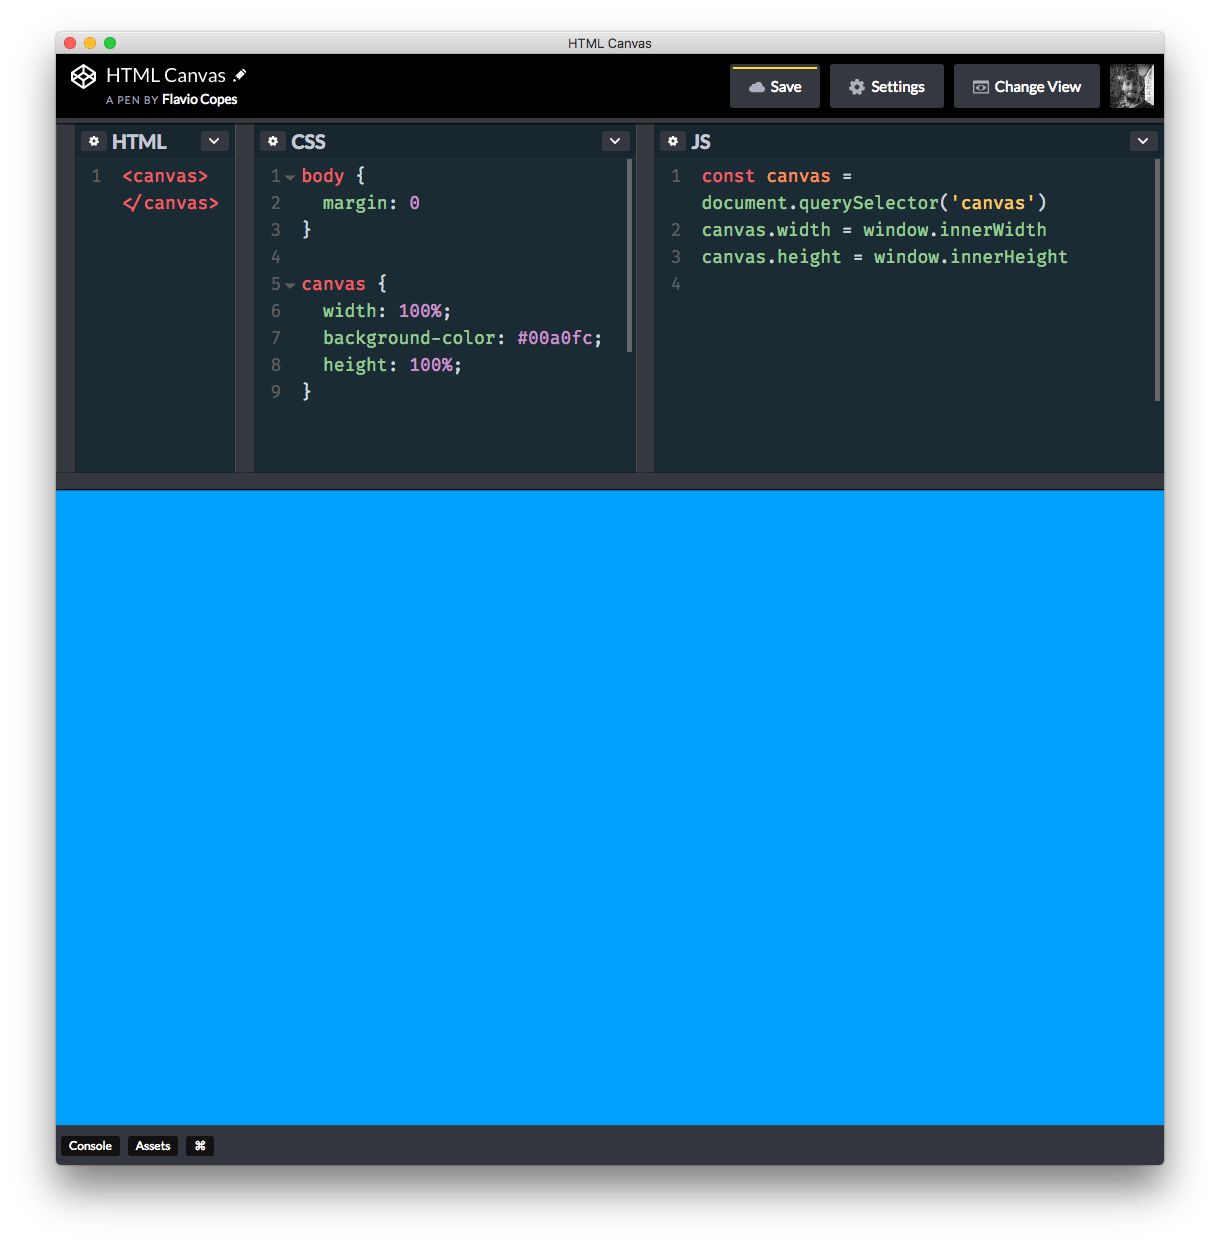 HTML Canvas
HTML Canvas
A PEN BY Flavio Copes
Save
Settings
Change View
HTML
1 <canvas>
</canvas>
CSS
1 body {
2 margin: 0
3 }
4
5 canvas {
6 width: 100%;
7 background-color: #00a0fc;
8 height: 100%;
9 }
JS
1 const canvas =
document.querySelector('canvas')
2 canvas.width = window.innerWidth
3 canvas.height = window.innerHeight
4
Console
Assets
⌘